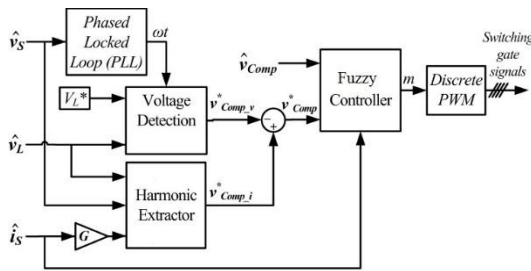 v̂S
Phased
Locked
Loop (PLL)
ωt
Switching
gate
signals
v̂Comp
VL*
Voltage
Detection
v*Comp_v
v*Comp
Fuzzy
Controller
m
Discrete
PWM
− +
v̂L
Harmonic
Extractor
v*Comp_i
îS
G